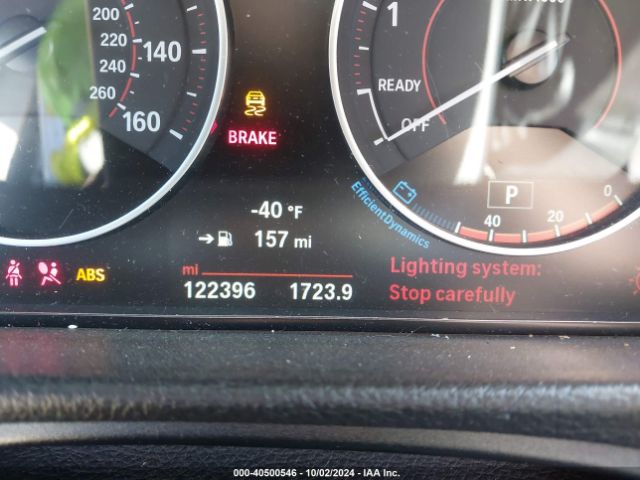 200
220
240
260
140
160
BRAKE
1
READY
OFF
-40 °F
157 mi
EfficientDynamics
P
40
20
0
ABS
mi
122396 1723.9
Lighting system:
Stop carefully
000-40500546 - 10/02/2024 - IAA Inc.